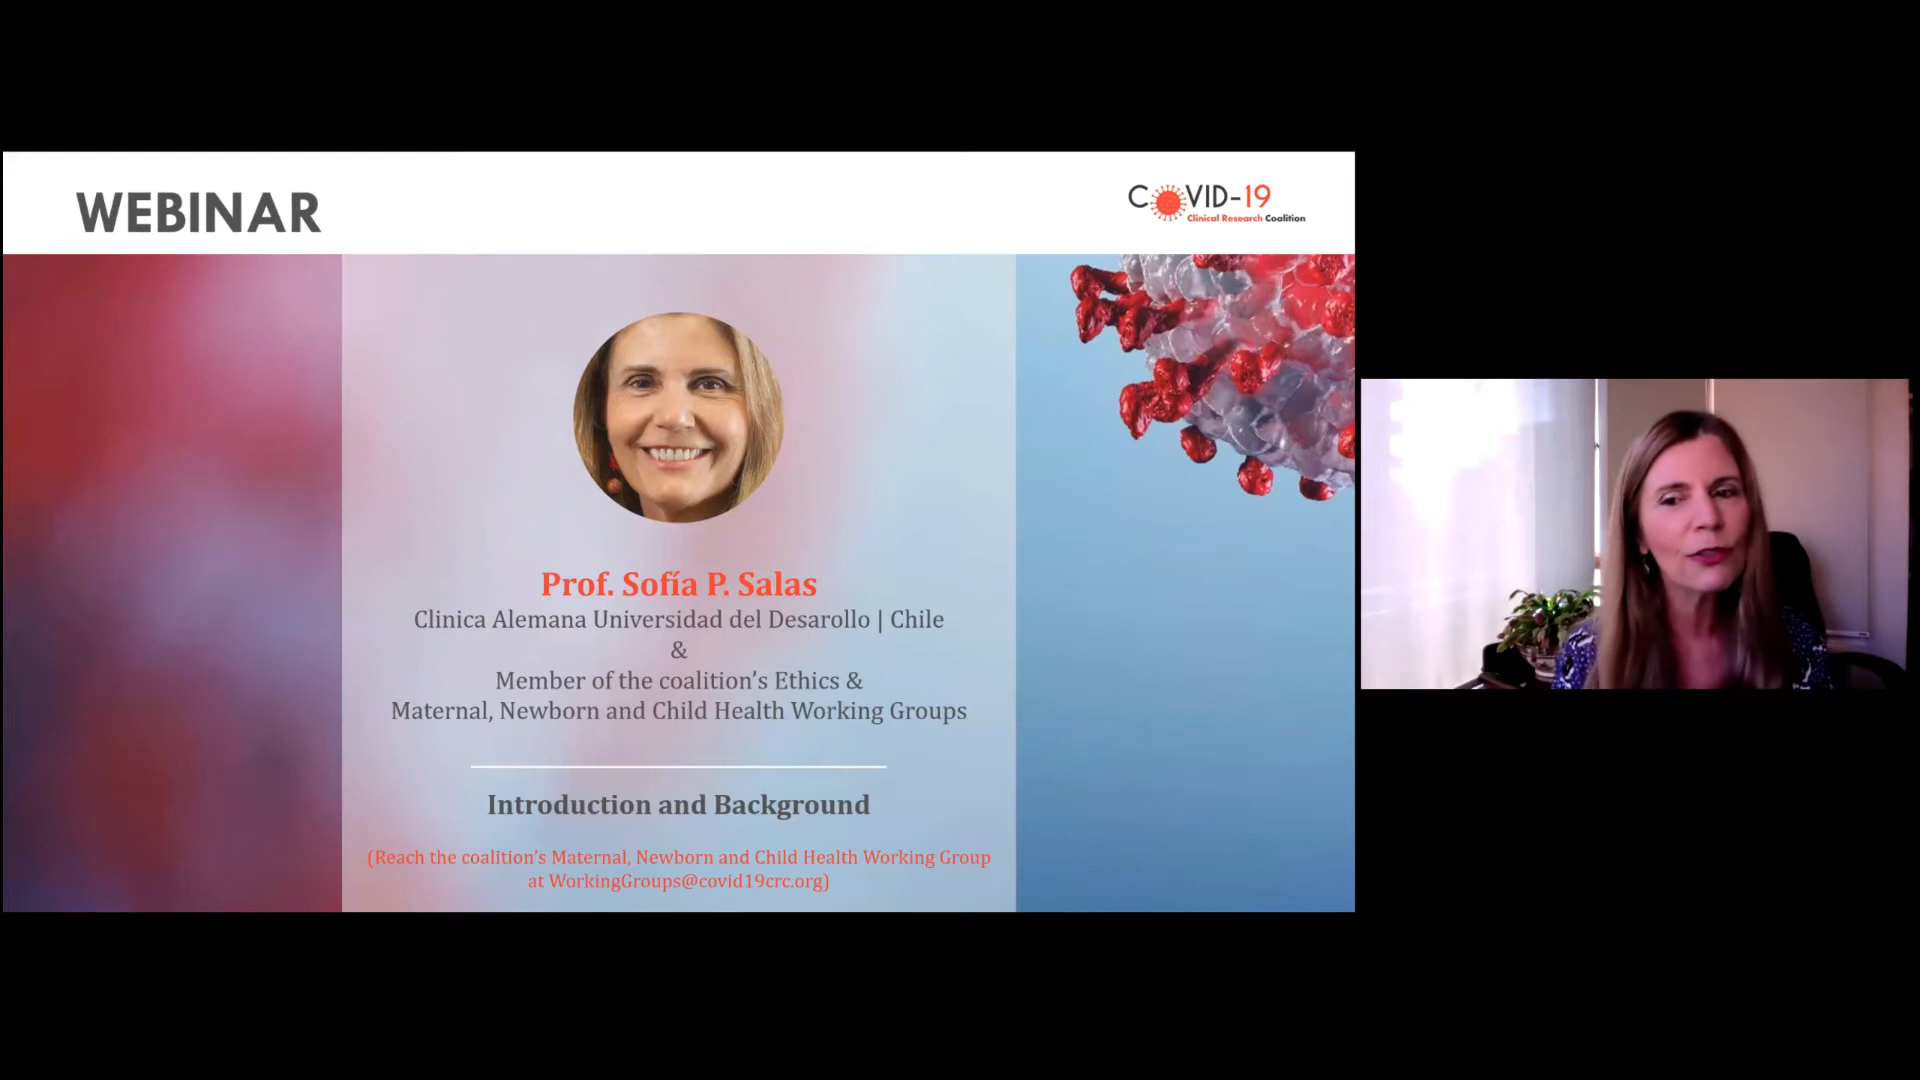 WEBINAR
COVID-19
Clinical Research Coalition
Prof. Sofía P. Salas
Clinica Alemana Universidad del Desarollo | Chile
&
Member of the coalition’s Ethics &
Maternal, Newborn and Child Health Working Groups
Introduction and Background
(Reach the coalition’s Maternal, Newborn and Child Health Working Group
at WorkingGroups@covid19crc.org)